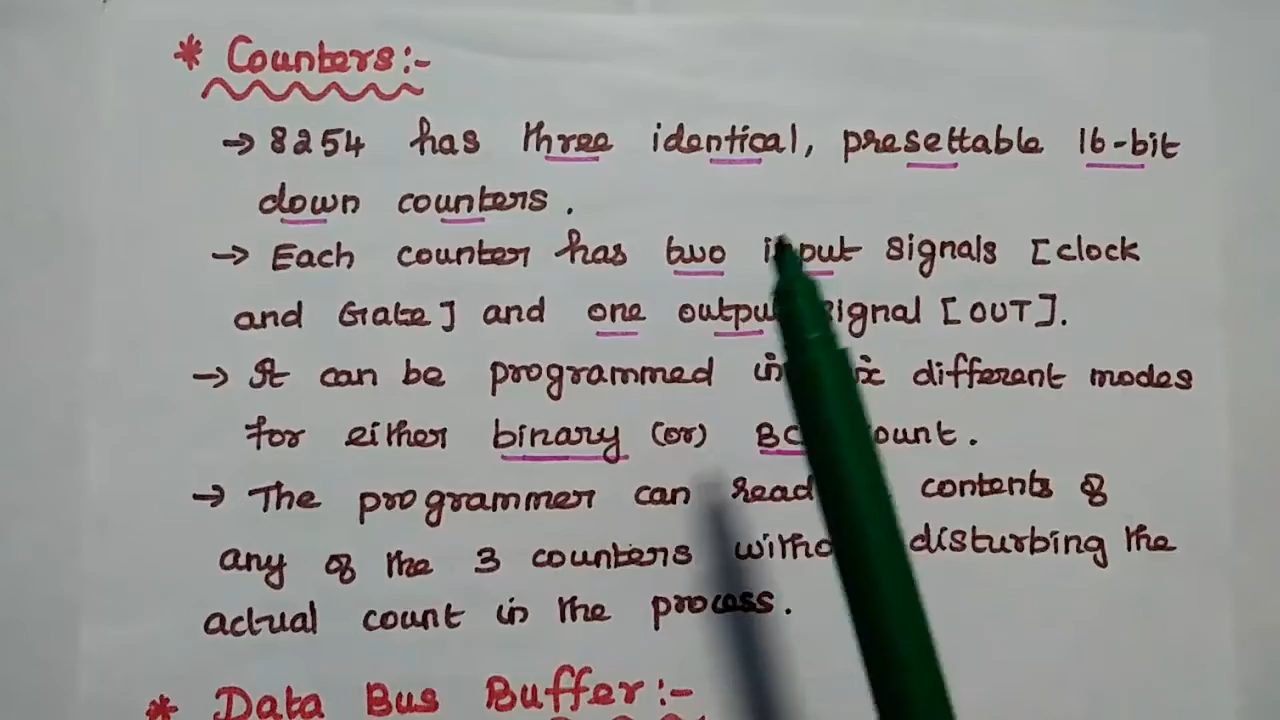 * Counters:-
→ 8254 has three identical, presettable 16-bit
down counters.
→ Each counter has two input signals [clock
and Gate] and one output signal [OUT].
→ It can be programmed in six different modes
for either binary (or) BCD count.
→ The programmer can read contents of
any of the 3 counters without disturbing the
actual count in the process.
* Data Bus Buffer:-